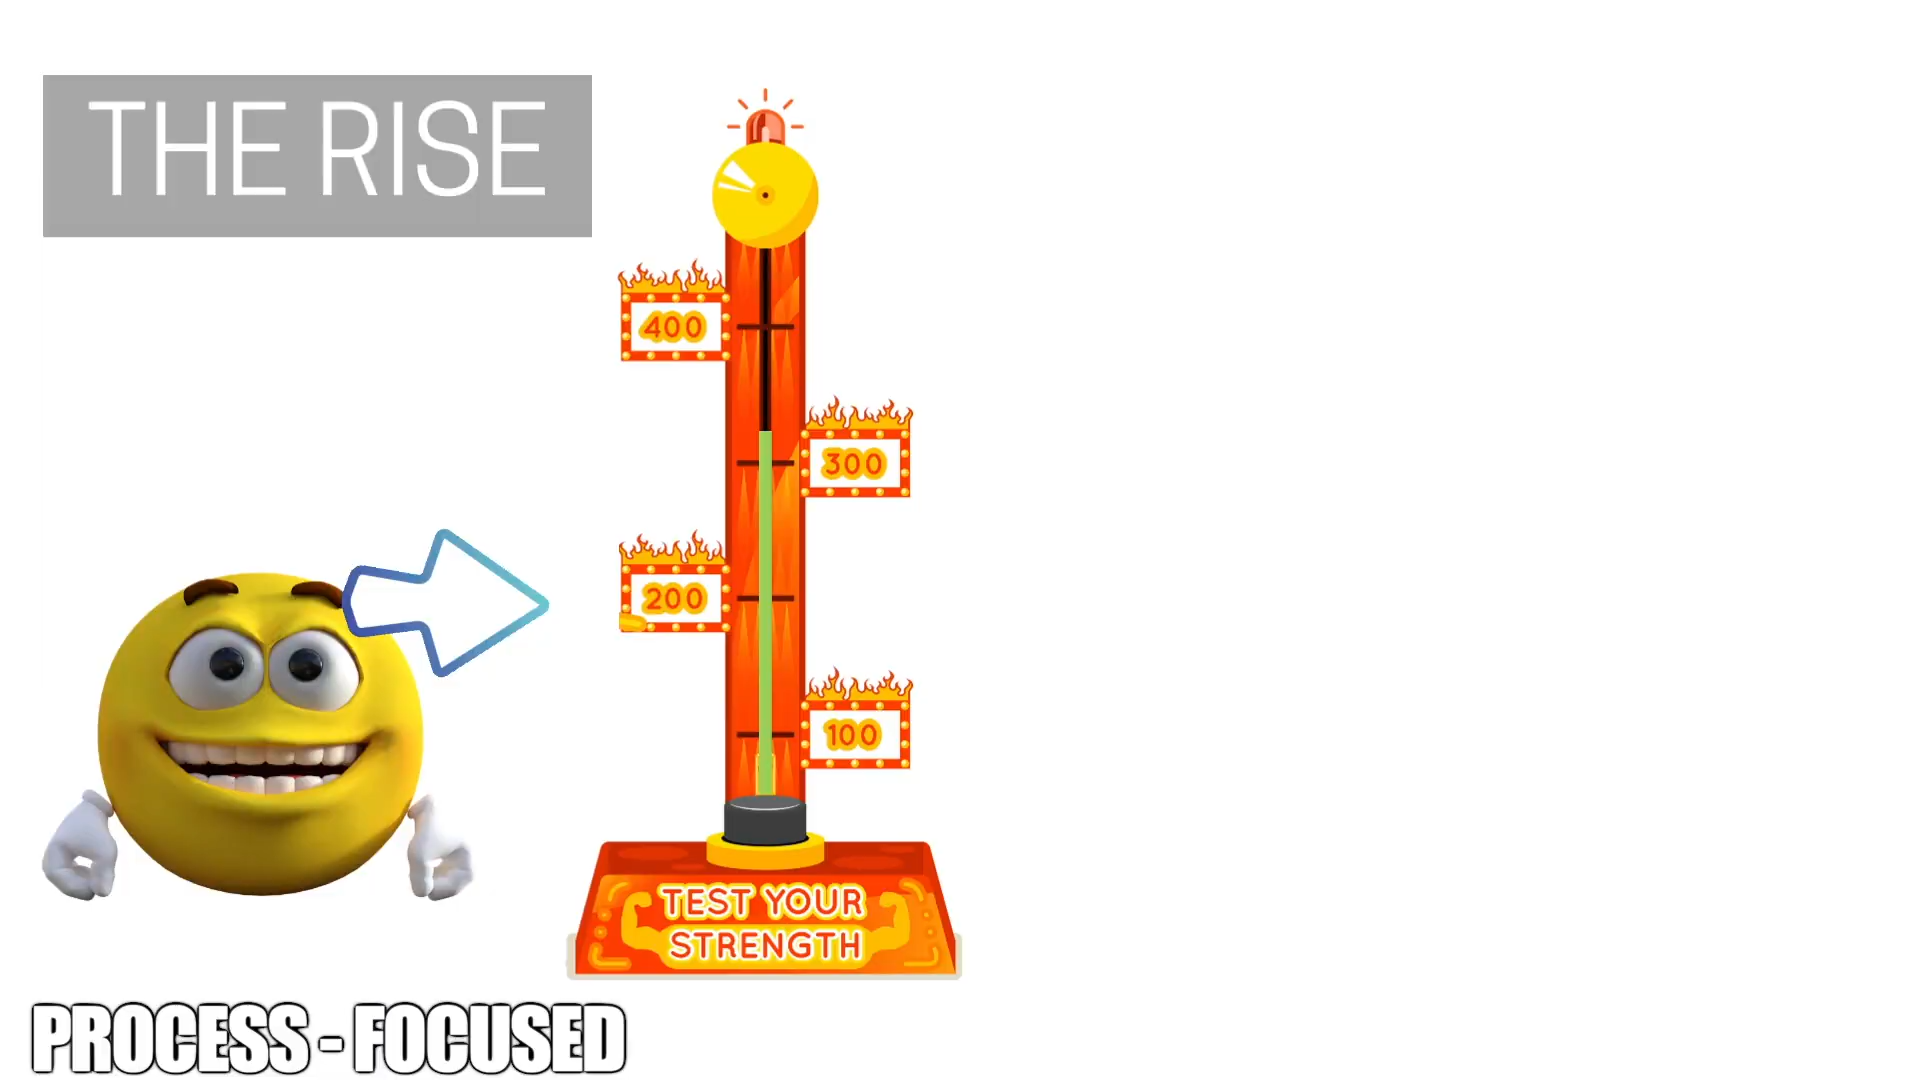 THE RISE
400
300
200
100
TEST YOUR
STRENGTH
PROCESS - FOCUSED